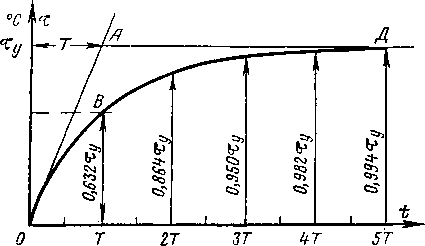 °C τ
τу T A Д
B
0,632τу
0,864τу
0,950τу
0,982τу
0,994τу
0 T 2T 3T 4T 5T t